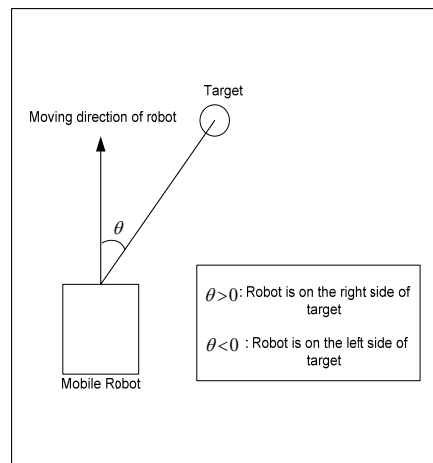 Target
Moving direction of robot
θ
θ>0: Robot is on the right side of
target
θ<0 : Robot is on the left side of
target
Mobile Robot